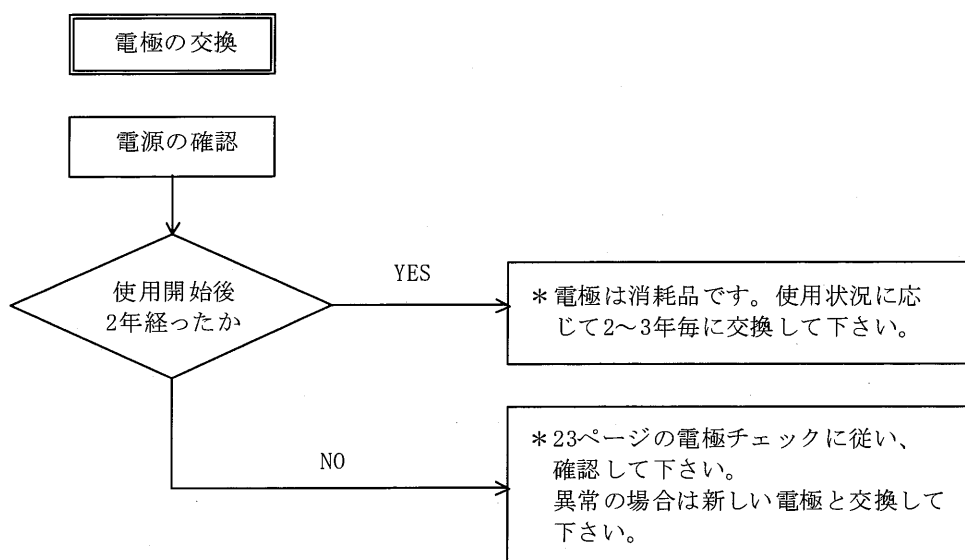 電極の交換
電源の確認
使用開始後
2年経ったか
YES
＊電極は消耗品です。使用状況に応
じて2～3年毎に交換して下さい。
NO
＊23ページの電極チェックに従い、
確認して下さい。
異常の場合は新しい電極と交換して
下さい。